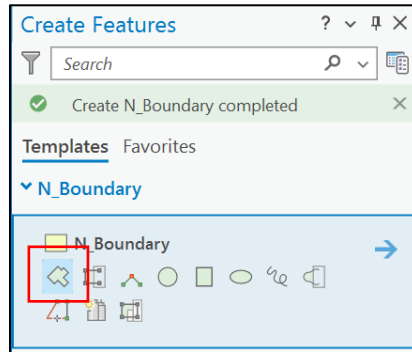 Create Features ?
Search
Create N_Boundary completed
Templates Favorites
N_Boundary
N_Boundary